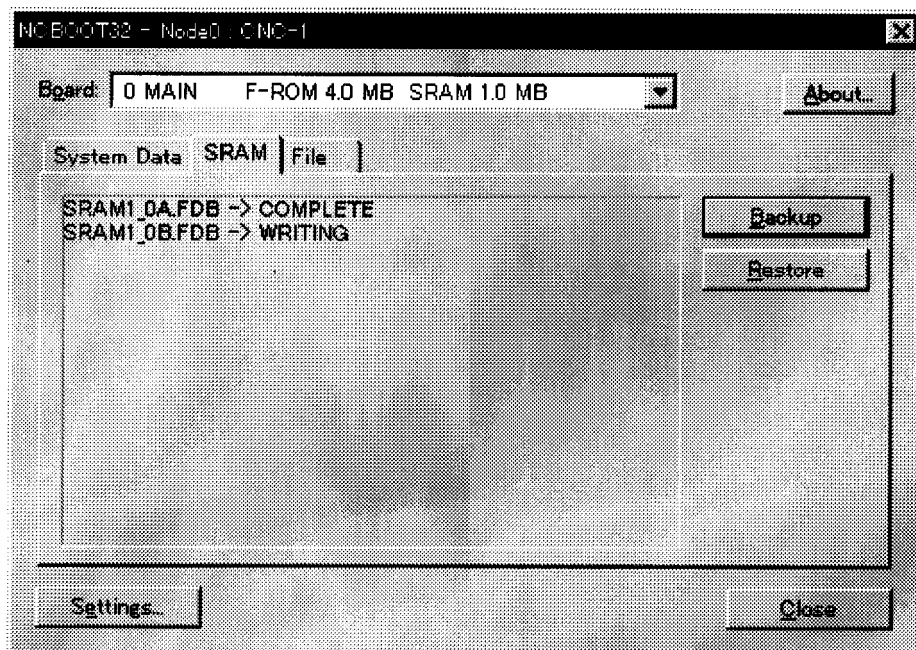 NCBOOT32 - Node0 : CNC-1
Board: 0 MAIN F-ROM 4.0 MB SRAM 1.0 MB About...
System Data SRAM File
SRAM1_0A.FDB -> COMPLETE
SRAM1_0B.FDB -> WRITING
Backup
Restore
Settings... Close